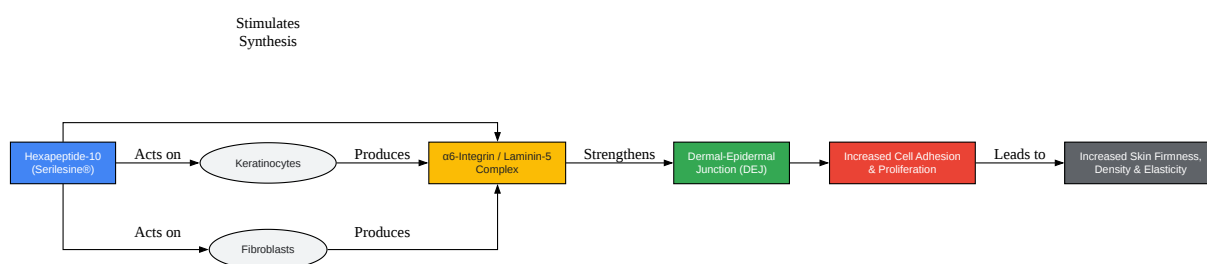 Stimulates
Synthesis
Hexapeptide-10
(Serilesine®)
Acts on
Keratinocytes
Produces
α6-Integrin / Laminin-5
Complex
Strengthens
Dermal-Epidermal
Junction (DEJ)
Increased Cell Adhesion
& Proliferation
Leads to
Increased Skin Firmness,
Density & Elasticity
Acts on
Fibroblasts
Produces